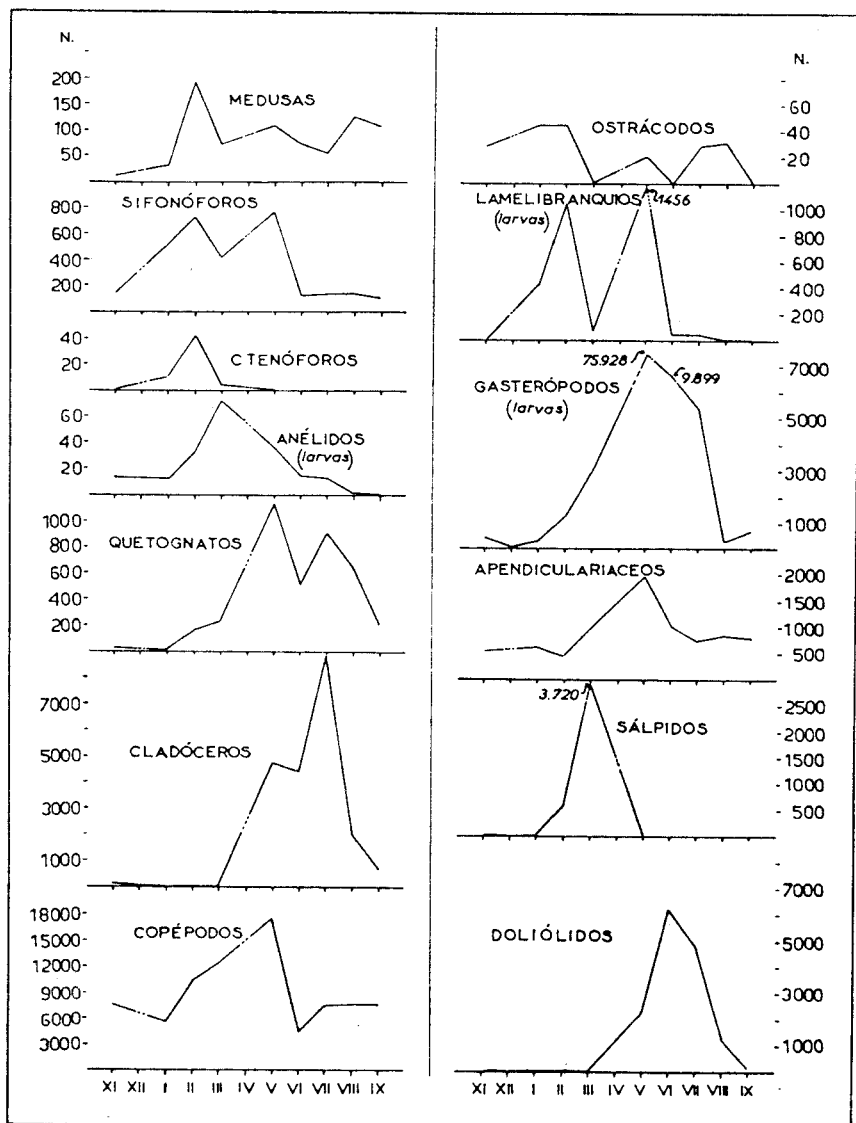 N.
200
150
100
50
MEDUSAS
800
600
400
200
SIFONÓFOROS
40
20
CTENÓFOROS
60
40
20
ANÉLIDOS
(larvas)
1000
800
600
400
200
QUETOGNATOS
7000
5000
3000
1000
CLADÓCEROS
18000
15000
12000
9000
6000
3000
COPÉPODOS
XI XII I II III IV V VI VII VIII IX
N.
60
40
20
OSTRÁCODOS
LAMELIBRANQUIOS
(larvas)
1456
1000
800
600
400
200
75.928
9.899
GASTERÓPODOS
(larvas)
7000
5000
3000
1000
APENDICULARIACEOS
2000
1500
1000
500
3.720
SÁLPIDOS
2500
2000
1500
1000
500
DOLIÓLIDOS
7000
5000
3000
1000
XI XII I II III IV V VI VII VIII IX